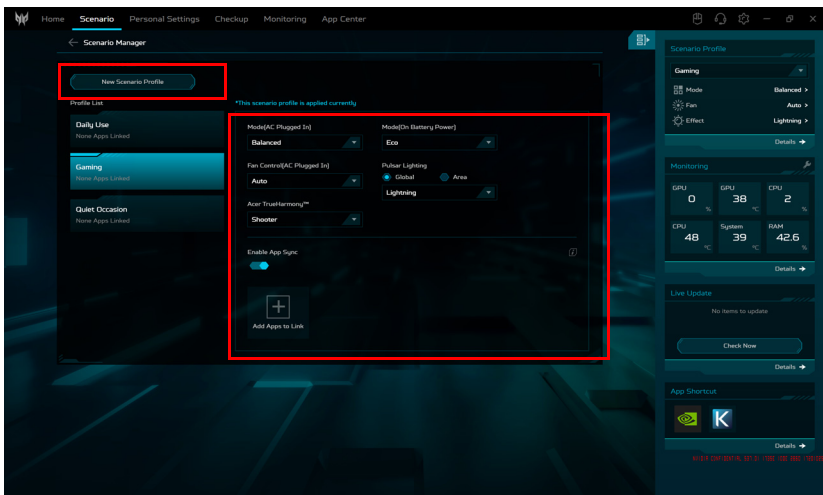 Home Scenario Personal Settings Checkup Monitoring App Center
Scenario Manager
New Scenario Profile
Profile List
*This scenario profile is applied currently
Daily Use
None Apps Linked
Gaming
None Apps Linked
Quiet Occasion
None Apps Linked
Mode(AC Plugged In)
Balanced
Mode(On Battery Power)
Eco
Fan Control(AC Plugged In)
Auto
Pulsar Lighting
Global Area
Lightning
Acer TrueHarmony™
Shooter
Enable App Sync
i
Add Apps to Link
Scenario Profile
Gaming
Mode Balanced >
Fan Auto >
Effect Lightning >
Details →
Monitoring
GPU
0
%
GPU
38
°C
CPU
2
%
CPU
48
°C
System
39
°C
RAM
42.6
%
Details →
Live Update
No items to update
Check Now
Details →
App Shortcut
K
Details →